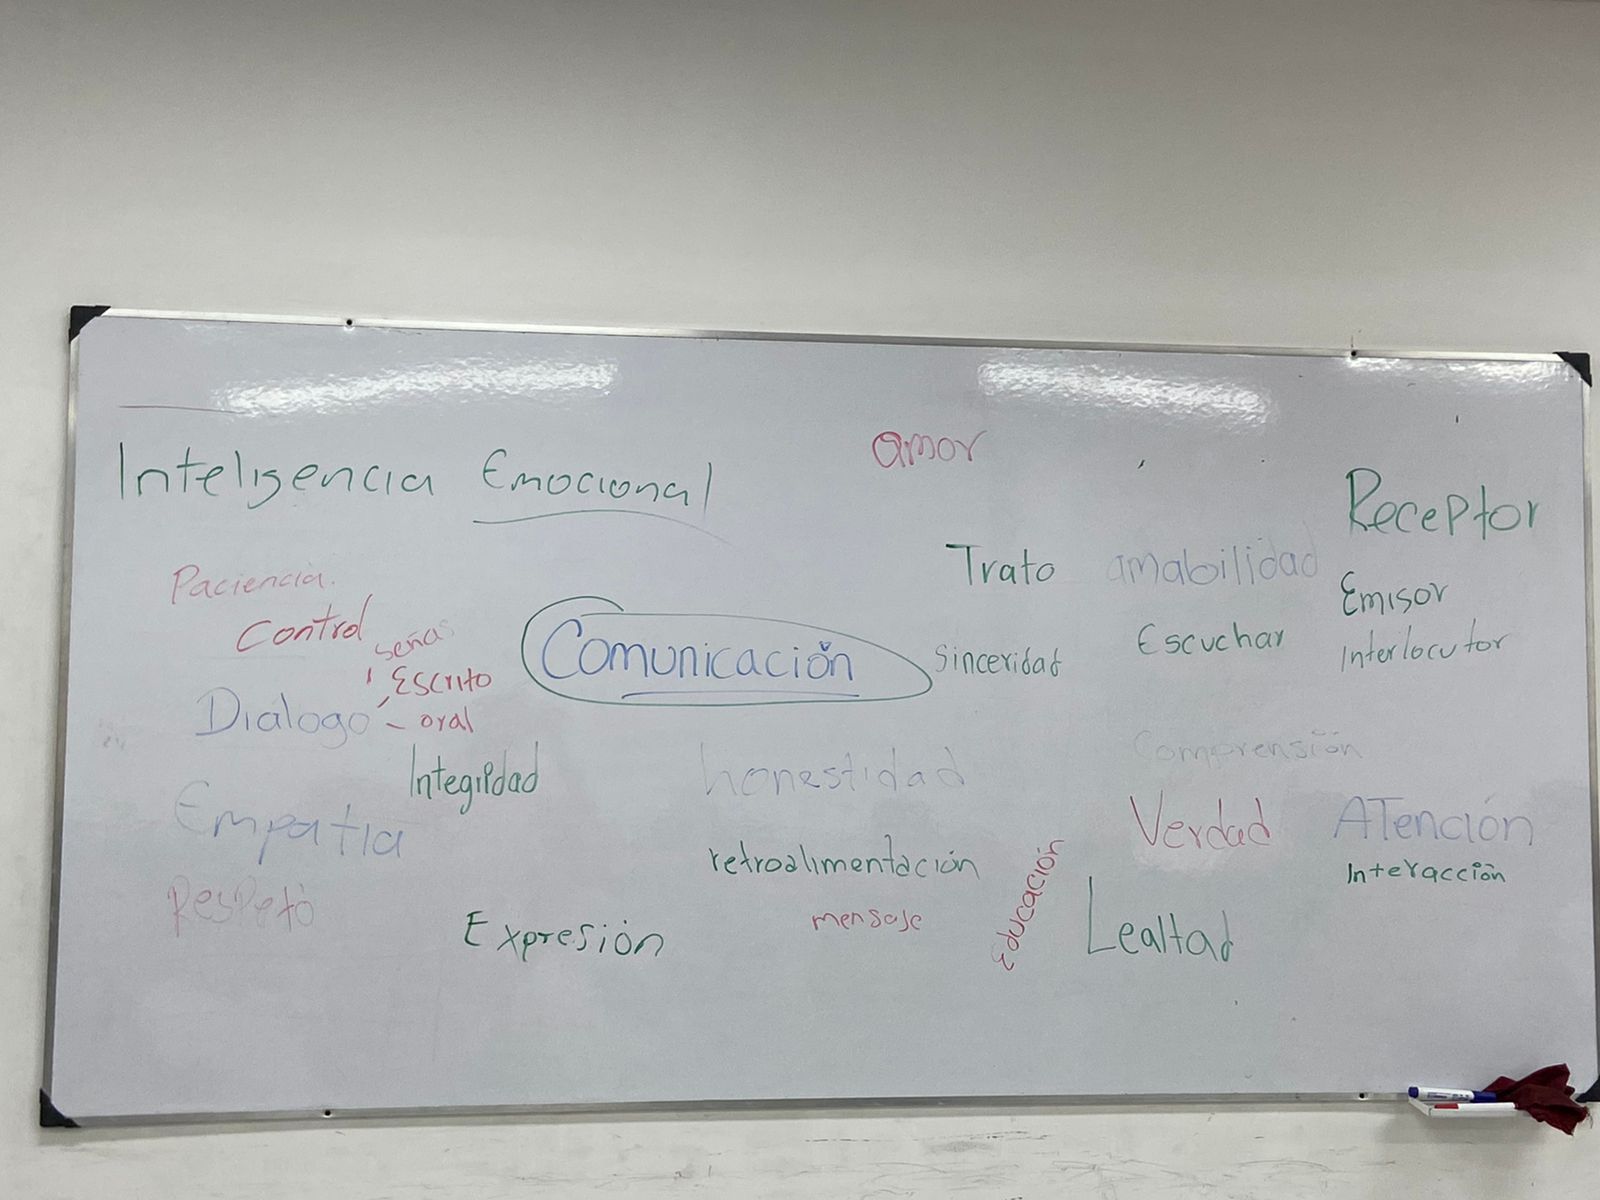 Inteligencia Emocional
amor
Receptor
Trato
amabilidad
Emisor
Paciencia.
Control
señas
Escrito
- oral
Dialogo
Comunicación
Sinceridad
Escuchar
Interlocutor
Integridad
honestidad
Comprensión
Empatia
retroalimentación
Verdad
ATención
Interacción
Respeto
Expresión
mensaje
Educación
Lealtad